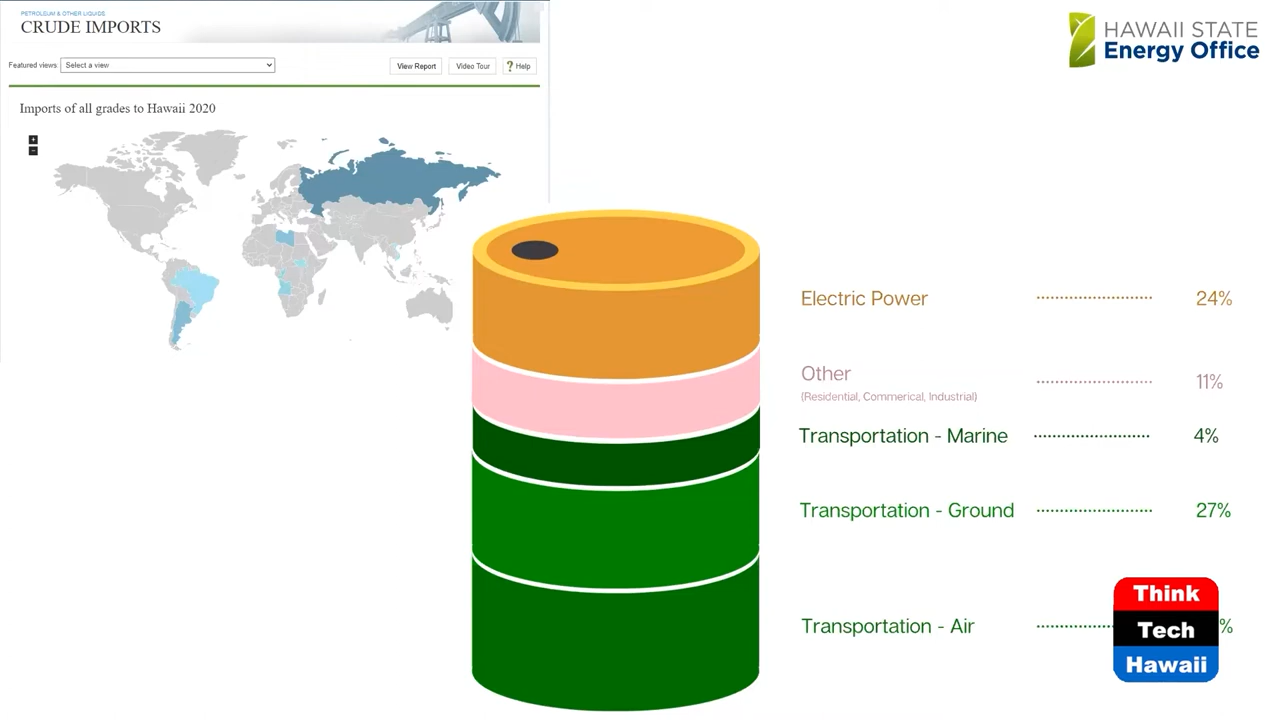 PETROLEUM & OTHER LIQUIDS
CRUDE IMPORTS
Featured views: Select a view
View Report
Video Tour
? Help
Imports of all grades to Hawaii 2020
+
-
HAWAII STATE
Energy Office
Electric Power ........................ 24%
Other ........................ 11%
(Residential, Commerical, Industrial)
Transportation - Marine ........................ 4%
Transportation - Ground ........................ 27%
Transportation - Air ................ %
Think
Tech
Hawaii